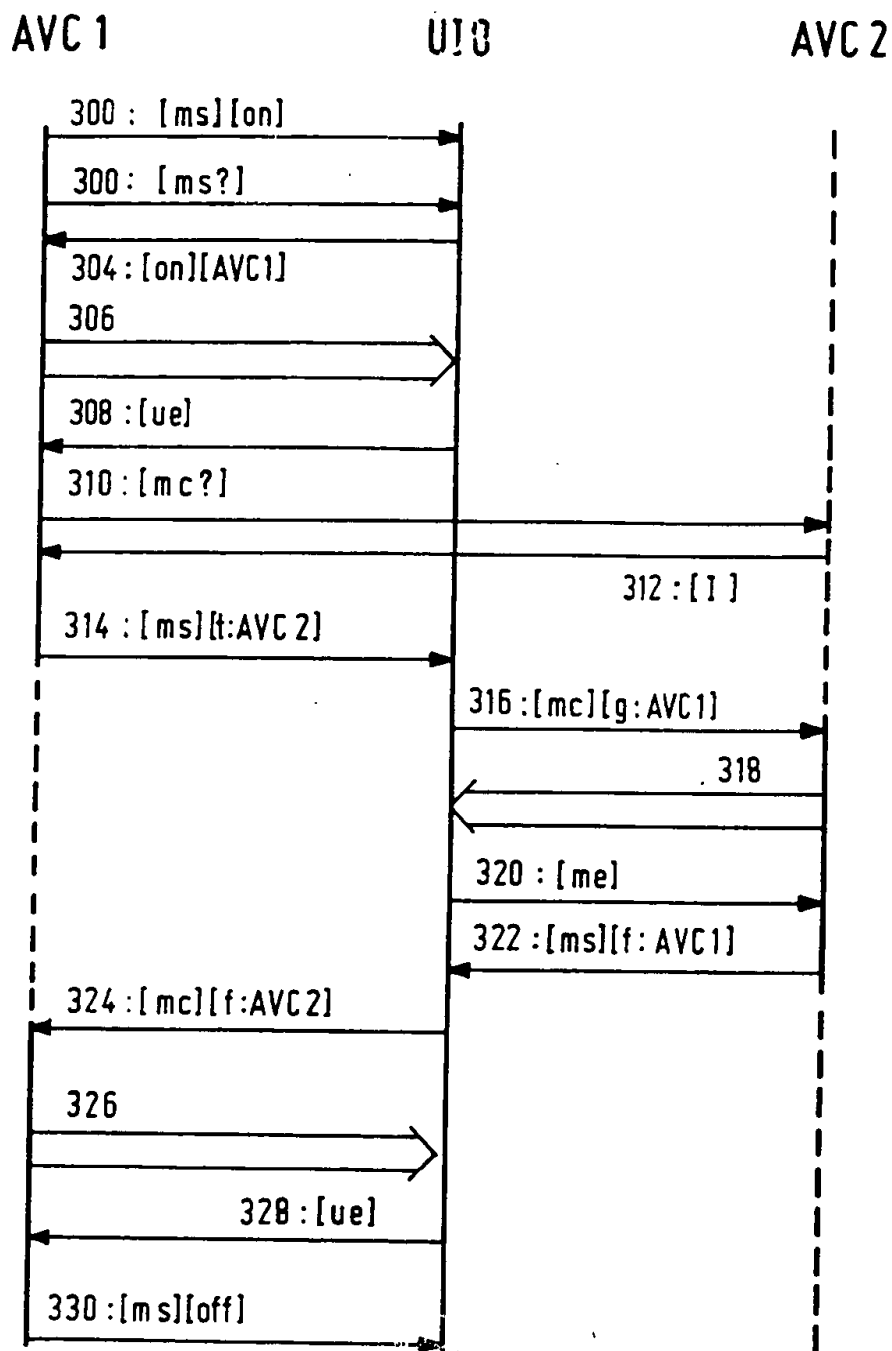 AVC 1 UIO AVC 2
300 : [ms][on]
300 : [ms?]
304 : [on][AVC1]
306
308 : [ue]
310 : [mc?]
312 : [I]
314 : [ms][t:AVC 2]
316 : [mc][g:AVC1]
318
320 : [me]
322 : [ms][f:AVC1]
324 : [mc][f:AVC2]
326
328 : [ue]
330 : [ms][off]